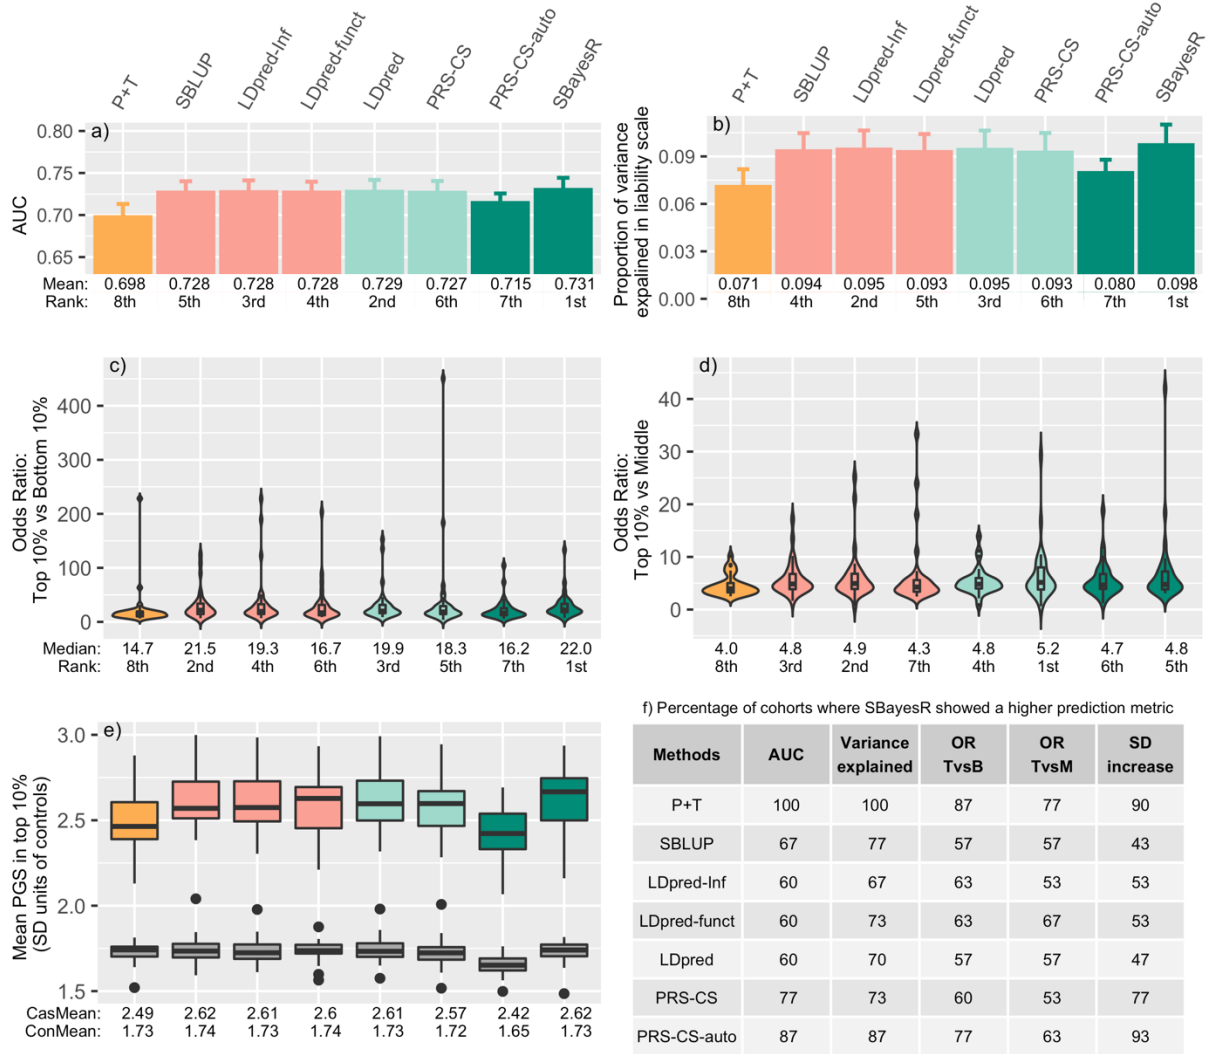 P+T
SBLUP
LDpred-Inf
LDpred-funct
LDpred
PRS-CS
PRS-CS-auto
SBayesR
a)
AUC
0.80
0.75
0.70
0.65
Mean: 0.698 0.728 0.728 0.728 0.729 0.727 0.715 0.731
Rank: 8th 5th 3rd 4th 2nd 6th 7th 1st
P+T
SBLUP
LDpred-Inf
LDpred-funct
LDpred
PRS-CS
PRS-CS-auto
SBayesR
b)
Proportion of variance
expalined in liability scale
0.09
0.06
0.03
0.00
0.071 0.094 0.095 0.093 0.095 0.093 0.080 0.098
8th 4th 2nd 5th 3rd 6th 7th 1st
c)
Odds Ratio:
Top 10% vs Bottom 10%
400
300
200
100
0
Median: 14.7 21.5 19.3 16.7 19.9 18.3 16.2 22.0
Rank: 8th 2nd 4th 6th 3rd 5th 7th 1st
d)
Odds Ratio:
Top 10% vs Middle
40
30
20
10
0
4.0 4.8 4.9 4.3 4.8 5.2 4.7 4.8
8th 3rd 2nd 7th 4th 1st 6th 5th
e)
Mean PGS in top 10%
(SD units of controls)
3.0
2.5
2.0
1.5
CasMean: 2.49 2.62 2.61 2.6 2.61 2.57 2.42 2.62
ConMean: 1.73 1.74 1.73 1.74 1.73 1.72 1.65 1.73
f) Percentage of cohorts where SBayesR showed a higher prediction metric
Methods AUC Variance explained OR TvsB OR TvsM SD increase
P+T 100 100 87 77 90
SBLUP 67 77 57 57 43
LDpred-Inf 60 67 63 53 53
LDpred-funct 60 73 63 67 53
LDpred 60 70 57 57 47
PRS-CS 77 73 60 53 77
PRS-CS-auto 87 87 77 63 93